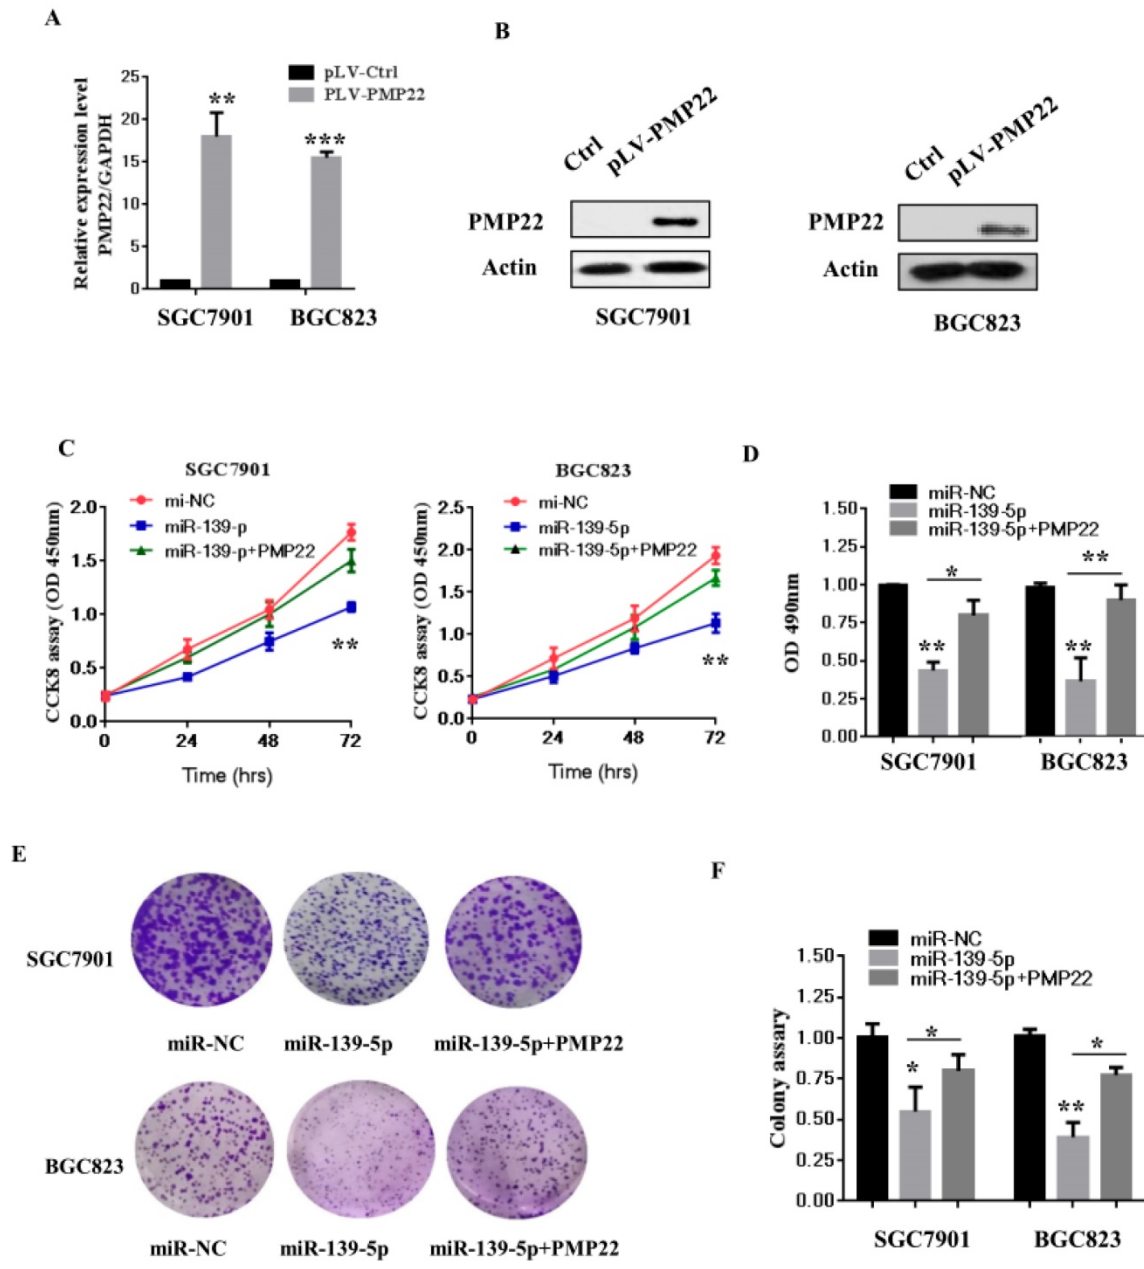 A
pLV-Ctrl
PLV-PMP22
Relative expression level
PMP22/GAPDH
25
20
15
10
5
0
**
***
SGC7901
BGC823
B
Ctrl
pLV-PMP22
PMP22
Actin
SGC7901
Ctrl
pLV-PMP22
PMP22
Actin
BGC823
C
SGC7901
mi-NC
miR-139-p
miR-139-p+PMP22
CCK8 assay (OD 450nm)
2.0
1.5
1.0
0.5
0.0
**
0
24
48
72
Time (hrs)
BGC823
mi-NC
miR-139-5p
miR-139-5p+PMP22
CCK8 assay (OD 450nm)
2.5
2.0
1.5
1.0
0.5
0.0
**
0
24
48
72
Time (hrs)
D
miR-NC
miR-139-5p
miR-139-5p+PMP22
OD 490nm
1.50
1.25
1.00
0.75
0.50
0.25
0.00
*
**
**
**
SGC7901
BGC823
E
SGC7901
miR-NC
miR-139-5p
miR-139-5p+PMP22
BGC823
miR-NC
miR-139-5p
miR-139-5p+PMP22
F
miR-NC
miR-139-5p
miR-139-5p+PMP22
Colony assary
1.50
1.25
1.00
0.75
0.50
0.25
0.00
*
*
*
**
SGC7901
BGC823